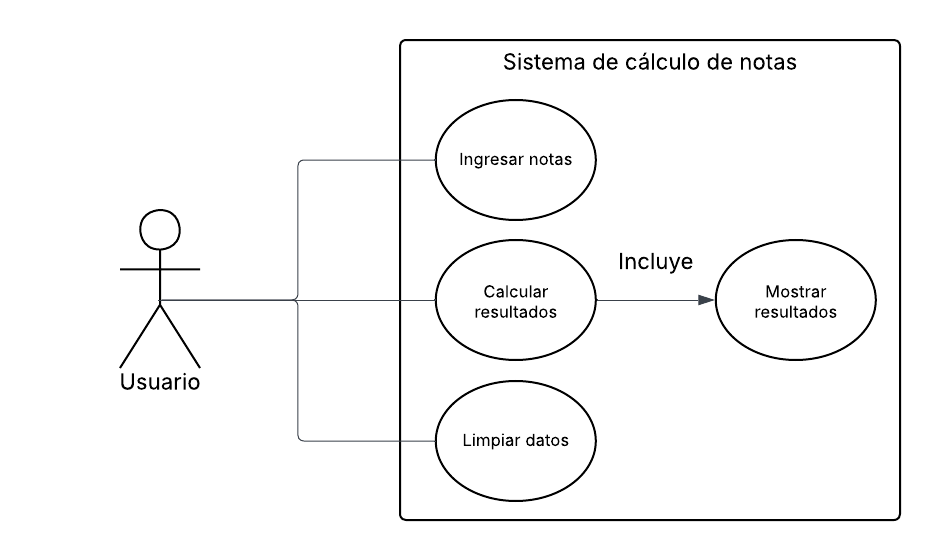 Sistema de cálculo de notas
Ingresar notas
Incluye
Calcular
resultados
Mostrar
resultados
Usuario
Limpiar datos